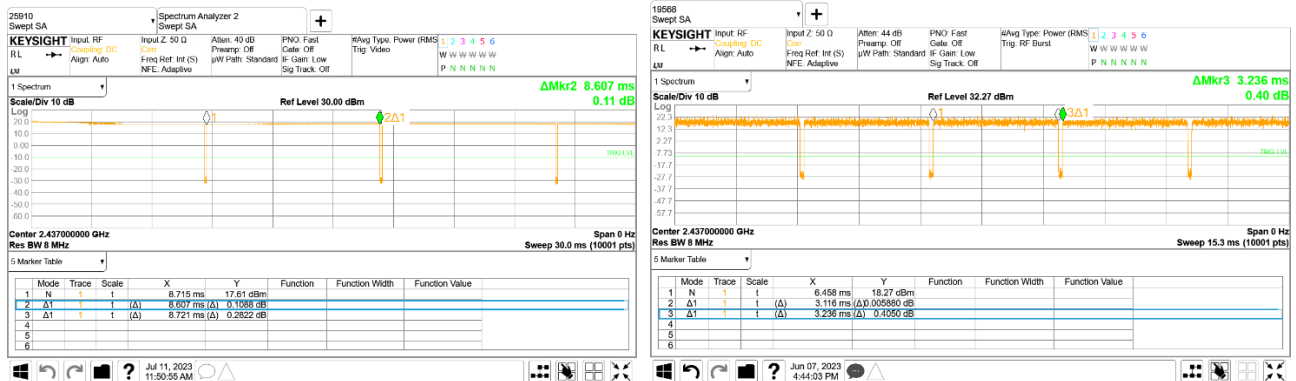 25910
Swept SA
Spectrum Analyzer 2
Swept SA
KEYSIGHT
RL
Input: RF
Coupling: DC
Align: Auto
Input Z: 50 Ω
Corr
Freq Ref: Int (S)
NFE: Adaptive
Atten: 40 dB
Preamp: Off
µW Path: Standard
PNO: Fast
Gate: Off
IF Gain: Low
Sig Track: Off
#Avg Type: Power (RMS
Trig: Video
1 2 3 4 5 6
W W W W W W
P N N N N N
1 Spectrum
ΔMkr2 8.607 ms
0.11 dB
Scale/Div 10 dB
Ref Level 30.00 dBm
Log
20.0
10.0
0.00
-10.0
-20.0
-30.0
-40.0
-50.0
-60.0
1
2Δ1
TRIG LVL
Center 2.437000000 GHz
Span 0 Hz
Res BW 8 MHz
Sweep 30.0 ms (10001 pts)
5 Marker Table
Mode Trace Scale X Y Function Function Width Function Value
1 N 1 t 8.715 ms 17.61 dBm
2 Δ1 1 t (Δ) 8.607 ms (Δ) 0.1088 dB
3 Δ1 1 t (Δ) 8.721 ms (Δ) 0.2822 dB
4
5
6
?
Jul 11, 2023
11:50:55 AM
19568
Swept SA
KEYSIGHT
RL
Input: RF
Coupling: DC
Align: Auto
Input Z: 50 Ω
Corr
Freq Ref: Int (S)
NFE: Adaptive
Atten: 44 dB
Preamp: Off
µW Path: Standard
PNO: Fast
Gate: Off
IF Gain: Low
Sig Track: Off
#Avg Type: Power (RMS
Trig: RF Burst
1 2 3 4 5 6
W W W W W W
P N N N N N
1 Spectrum
ΔMkr3 3.236 ms
0.40 dB
Scale/Div 10 dB
Ref Level 32.27 dBm
Log
22.3
12.3
2.27
-7.73
-17.7
-27.7
-37.7
-47.7
-57.7
1
3Δ1
TRIG LVL
Center 2.437000000 GHz
Span 0 Hz
Res BW 8 MHz
Sweep 15.3 ms (10001 pts)
5 Marker Table
Mode Trace Scale X Y Function Function Width Function Value
1 N 1 t 6.458 ms 18.27 dBm
2 Δ1 1 t (Δ) 3.116 ms (Δ)0.005880 dB
3 Δ1 1 t (Δ) 3.236 ms (Δ) 0.4050 dB
4
5
6
?
Jun 07, 2023
4:44:03 PM